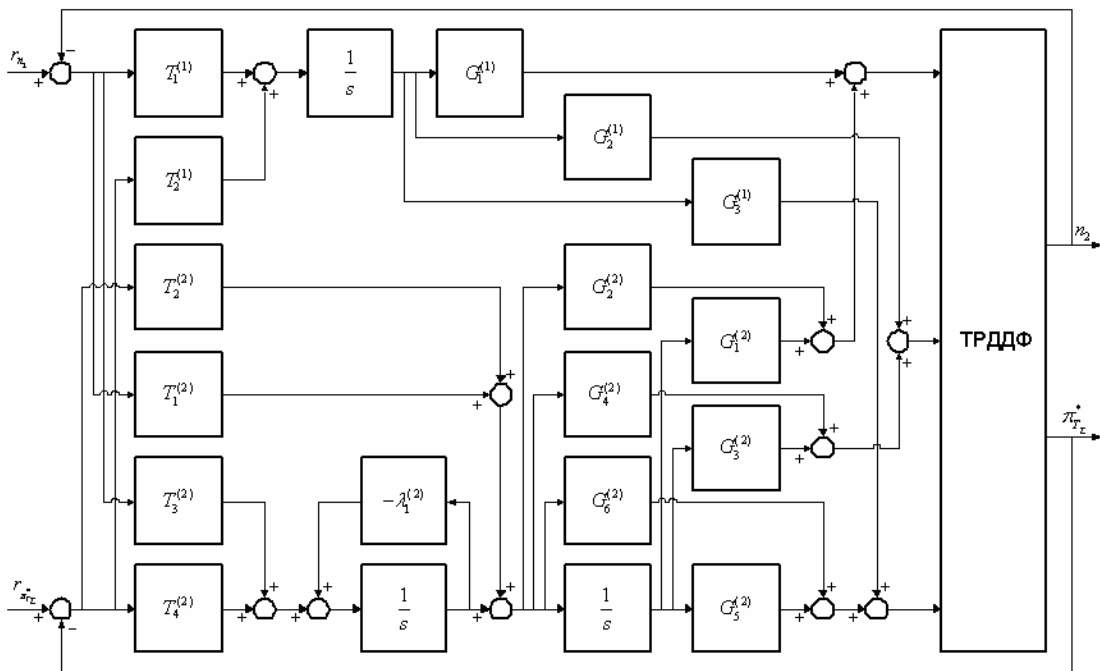 r_{n_2}
−
+
T_1^{(1)}
+
+
1/s
G_1^{(1)}
+
+
G_2^{(1)}
T_2^{(1)}
G_3^{(1)}
n_2
T_2^{(2)}
G_2^{(2)}
+
+
G_1^{(2)}
+
+
ТРДДФ
T_1^{(2)}
+
+
G_4^{(2)}
+
+
G_3^{(2)}
π_{T_Σ}^*
T_3^{(2)}
−λ_1^{(2)}
G_6^{(2)}
r_{π_{T_Σ}^*}
+
−
T_4^{(2)}
+
+
+
+
1/s
+
+
1/s
G_5^{(2)}
+
+
+
+